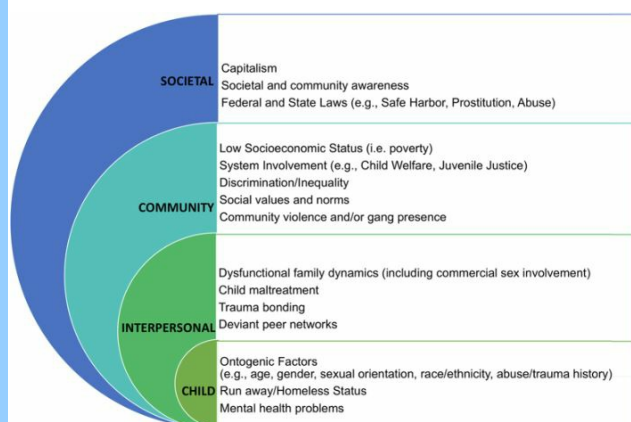 SOCIETAL
Capitalism
Societal and community awareness
Federal and State Laws (e.g., Safe Harbor, Prostitution, Abuse)
COMMUNITY
Low Socioeconomic Status (i.e. poverty)
System Involvement (e.g., Child Welfare, Juvenile Justice)
Discrimination/Inequality
Social values and norms
Community violence and/or gang presence
INTERPERSONAL
Dysfunctional family dynamics (including commercial sex involvement)
Child maltreatment
Trauma bonding
Deviant peer networks
CHILD
Ontogenic Factors
(e.g., age, gender, sexual orientation, race/ethnicity, abuse/trauma history)
Run away/Homeless Status
Mental health problems